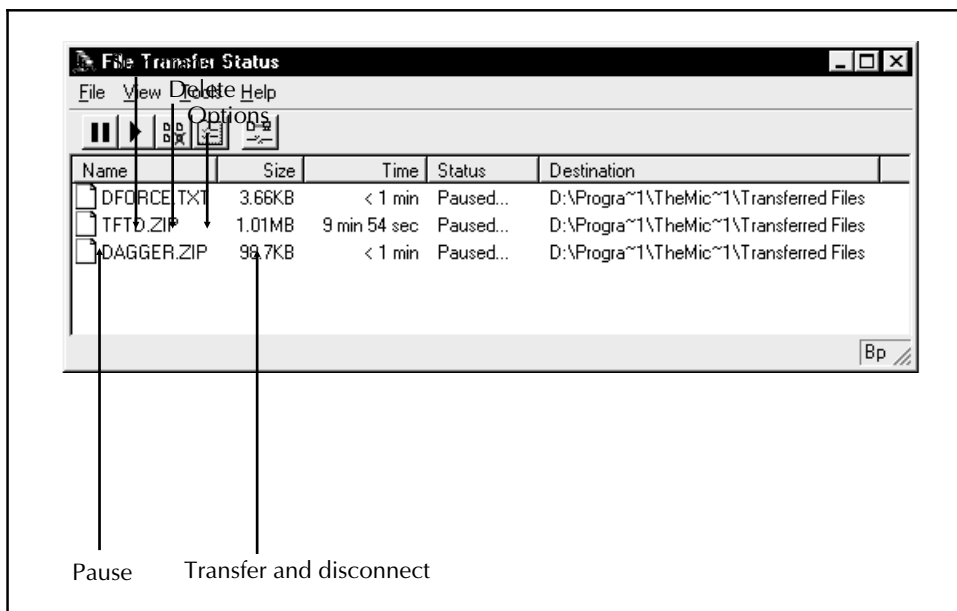 File Transfer Status
File View Tools Help
Delete
Options
Name Size Time Status Destination
DFORCE.TXT 3.66KB < 1 min Paused... D:\Progra~1\TheMic~1\Transferred Files
TFTD.ZIP 1.01MB 9 min 54 sec Paused... D:\Progra~1\TheMic~1\Transferred Files
DAGGER.ZIP 98.7KB < 1 min Paused... D:\Progra~1\TheMic~1\Transferred Files
Bp
Pause Transfer and disconnect